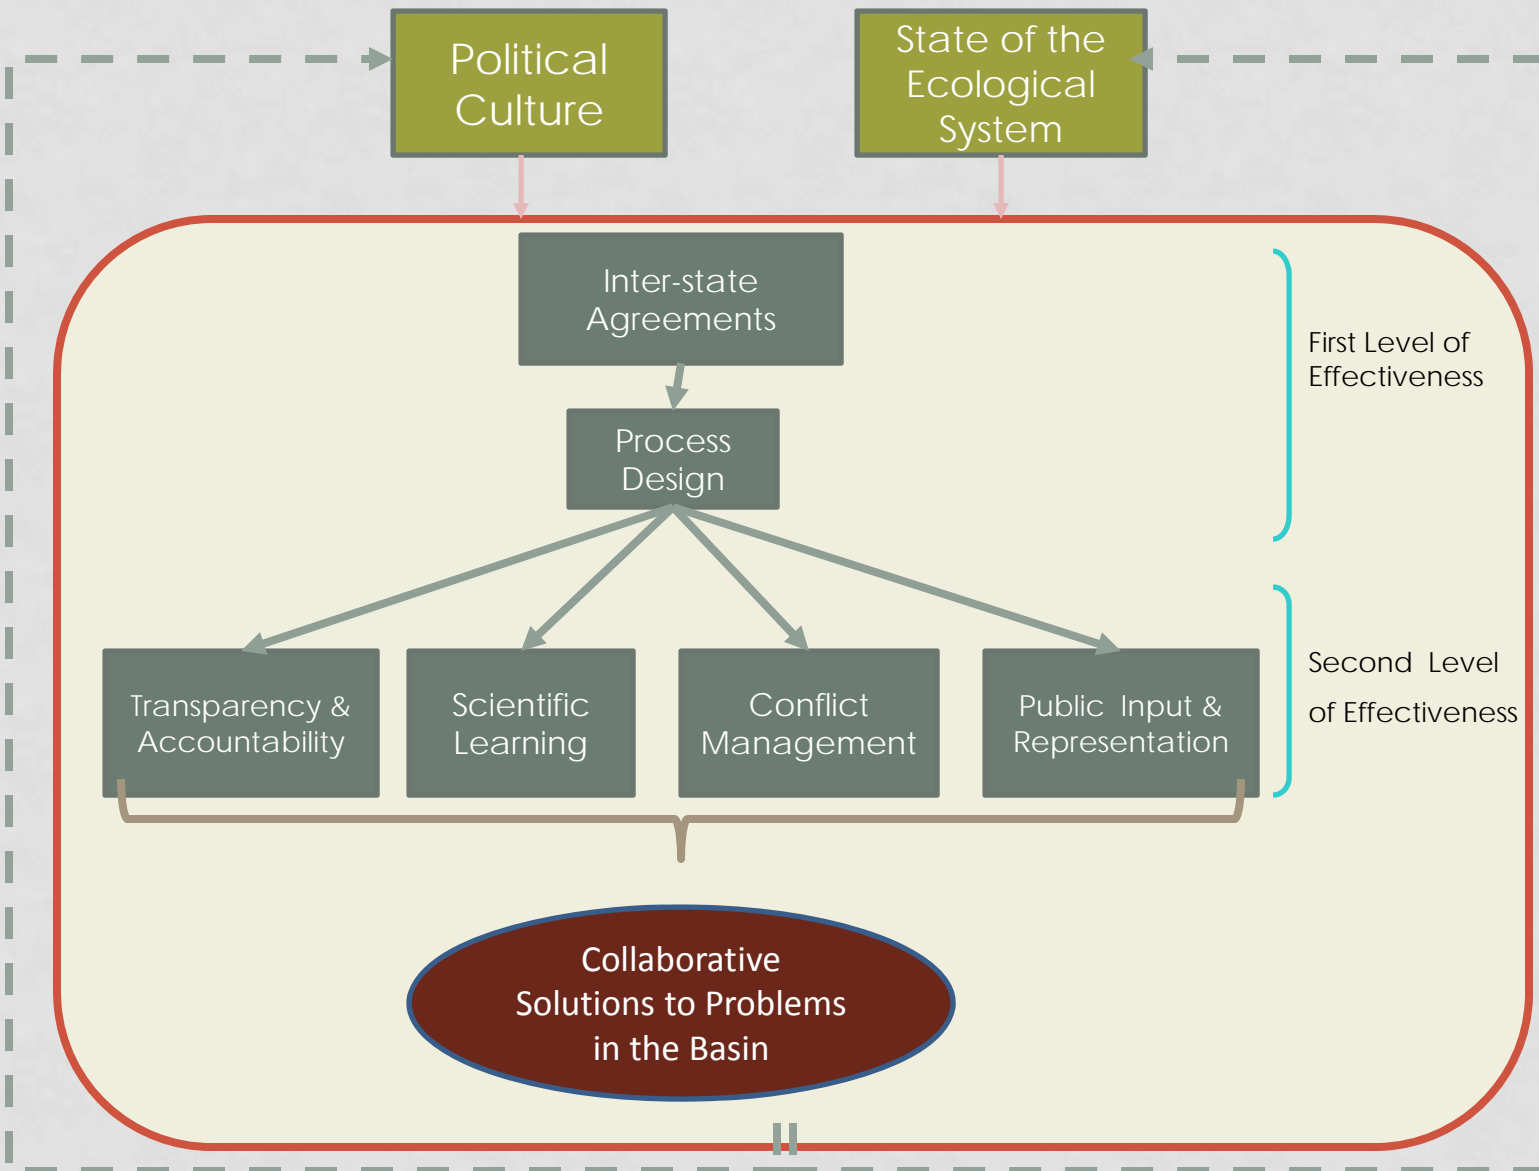 Political
Culture
State of the
Ecological
System
Inter-state
Agreements
First Level of
Effectiveness
Process
Design
Transparency &
Accountability
Scientific
Learning
Conflict
Management
Public Input &
Representation
Second Level
of Effectiveness
Collaborative
Solutions to Problems
in the Basin